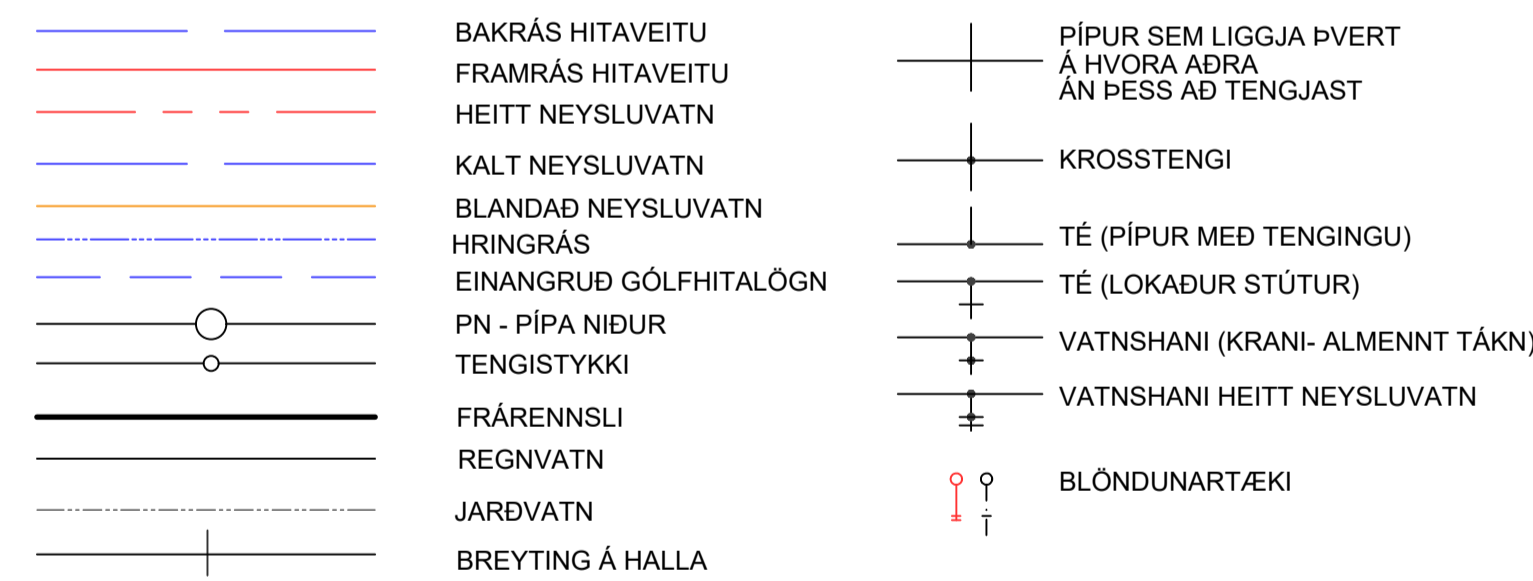 BAKRÁS HITAVEITU
FRAMRÁS HITAVEITU
HEITT NEYSLUVATN
KALT NEYSLUVATN
BLANDAÐ NEYSLUVATN
HRINGRÁS
EINANGRUÐ GÓLFHITALÖGN
PN - PÍPA NIÐUR
TENGISTYKKI
FRÁRENNSLI
REGNVATN
JARÐVATN
BREYTING Á HALLA
PÍPUR SEM LIGGJA ÞVERT
Á HVORA AÐRA
ÁN ÞESS AÐ TENGJAST
KROSSTENGI
TÉ (PÍPUR MEÐ TENGINGU)
TÉ (LOKAÐUR STÚTUR)
VATNSHANI (KRANI- ALMENNT TÁKN)
VATNSHANI HEITT NEYSLUVATN
BLÖNDUNARTÆKI